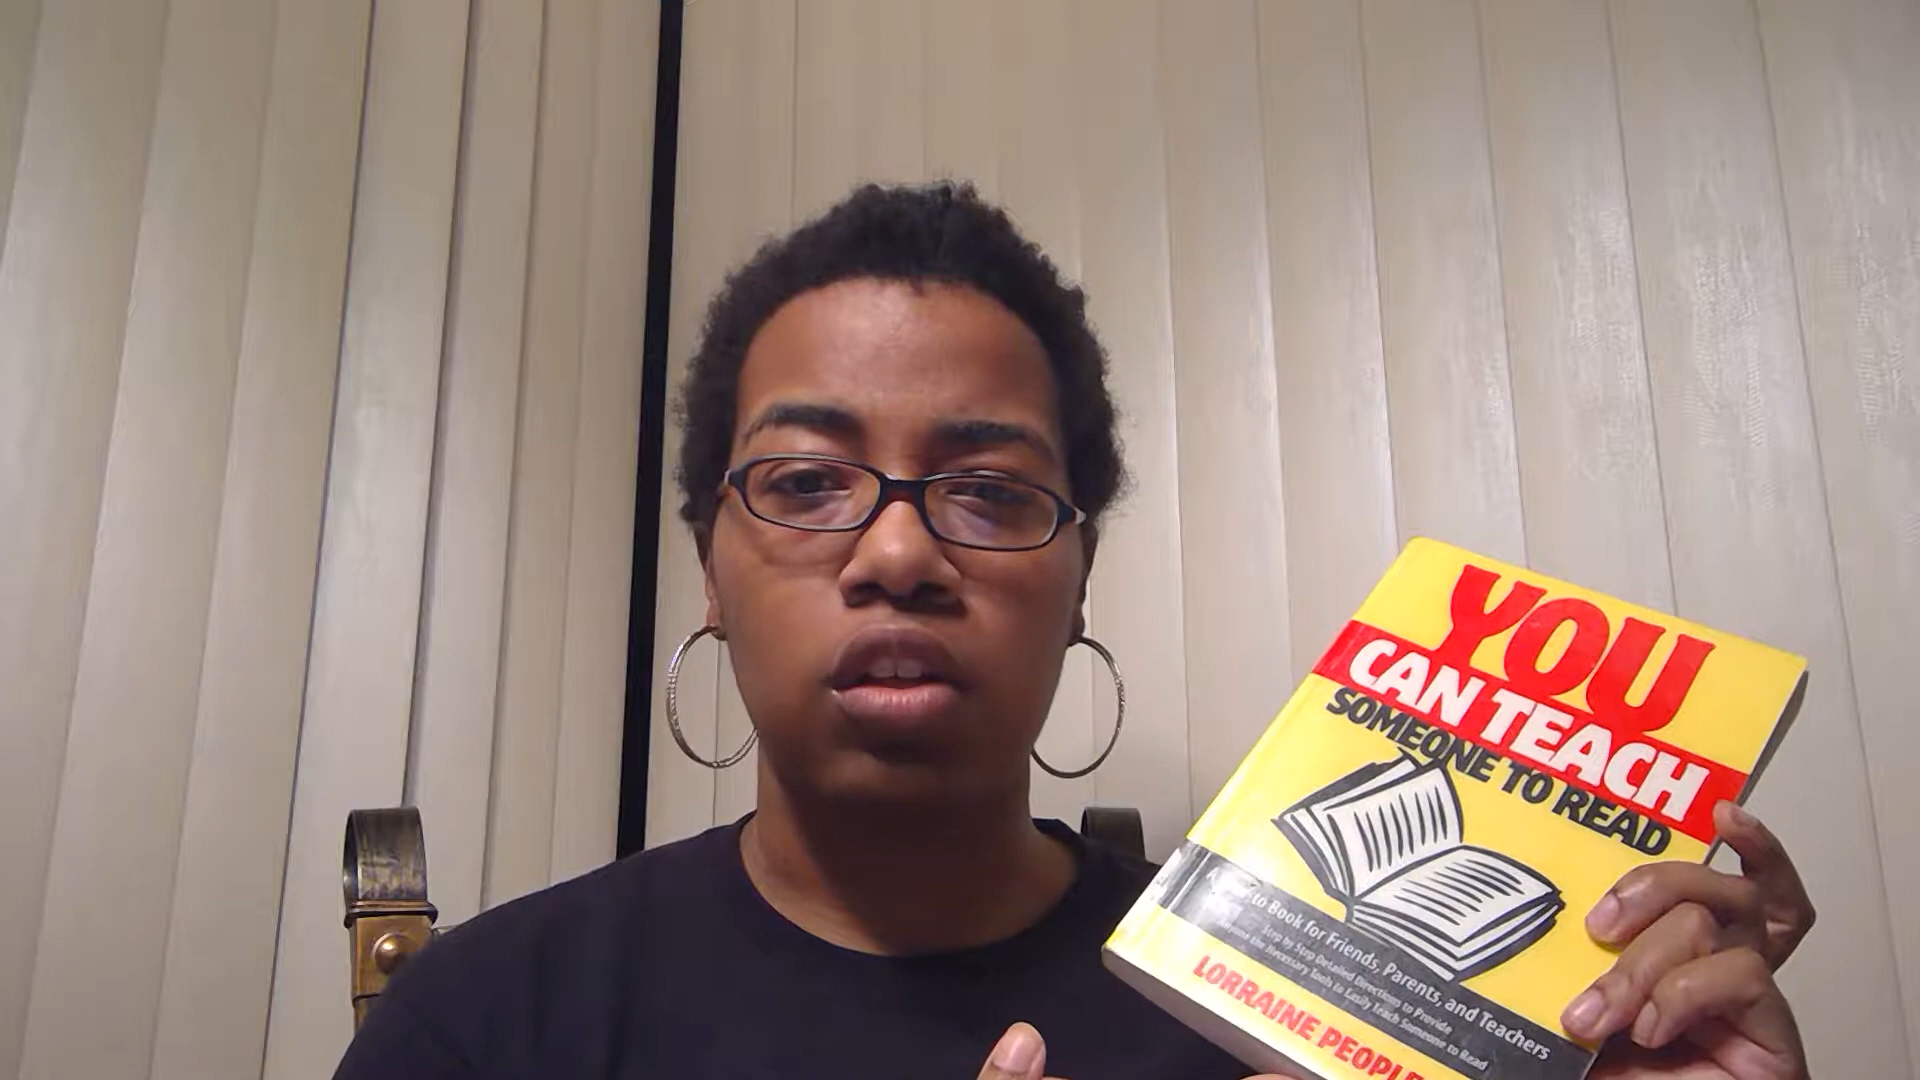 YOU
CAN TEACH
SOMEONE TO READ
to Book for Friends, Parents, and Teachers
Step by Step Detailed Directions to Provide
Anyone the Necessary Tools to Easily Teach Someone to Read
LORRAINE PEOPLE